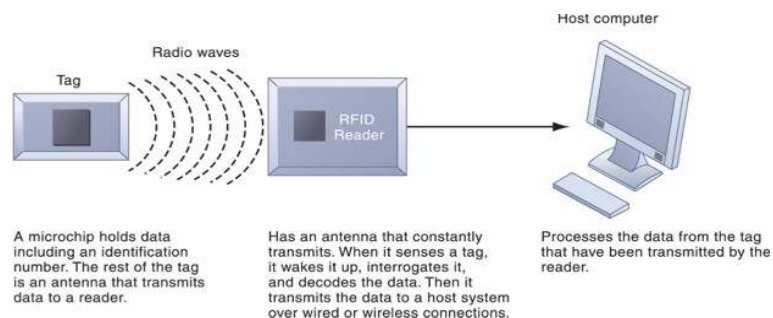 Host computer
Radio waves
Tag
RFID
Reader
A microchip holds data
including an identification
number. The rest of the tag
is an antenna that transmits
data to a reader.
Has an antenna that constantly
transmits. When it senses a tag,
it wakes it up, interrogates it,
and decodes the data. Then it
transmits the data to a host system
over wired or wireless connections.
Processes the data from the tag
that have been transmitted by the
reader.